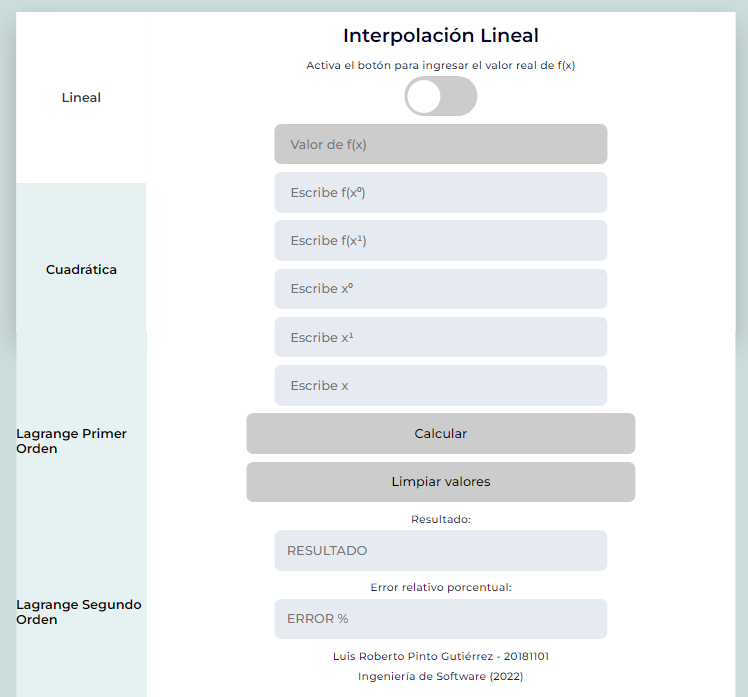 Interpolación Lineal
Activa el botón para ingresar el valor real de f(x)
Lineal
Valor de f(x)
Escribe f(x⁰)
Escribe f(x¹)
Cuadrática
Escribe x⁰
Escribe x¹
Escribe x
Lagrange Primer
Orden
Calcular
Limpiar valores
Resultado:
RESULTADO
Error relativo porcentual:
Lagrange Segundo
Orden
ERROR %
Luis Roberto Pinto Gutiérrez - 20181101
Ingeniería de Software (2022)